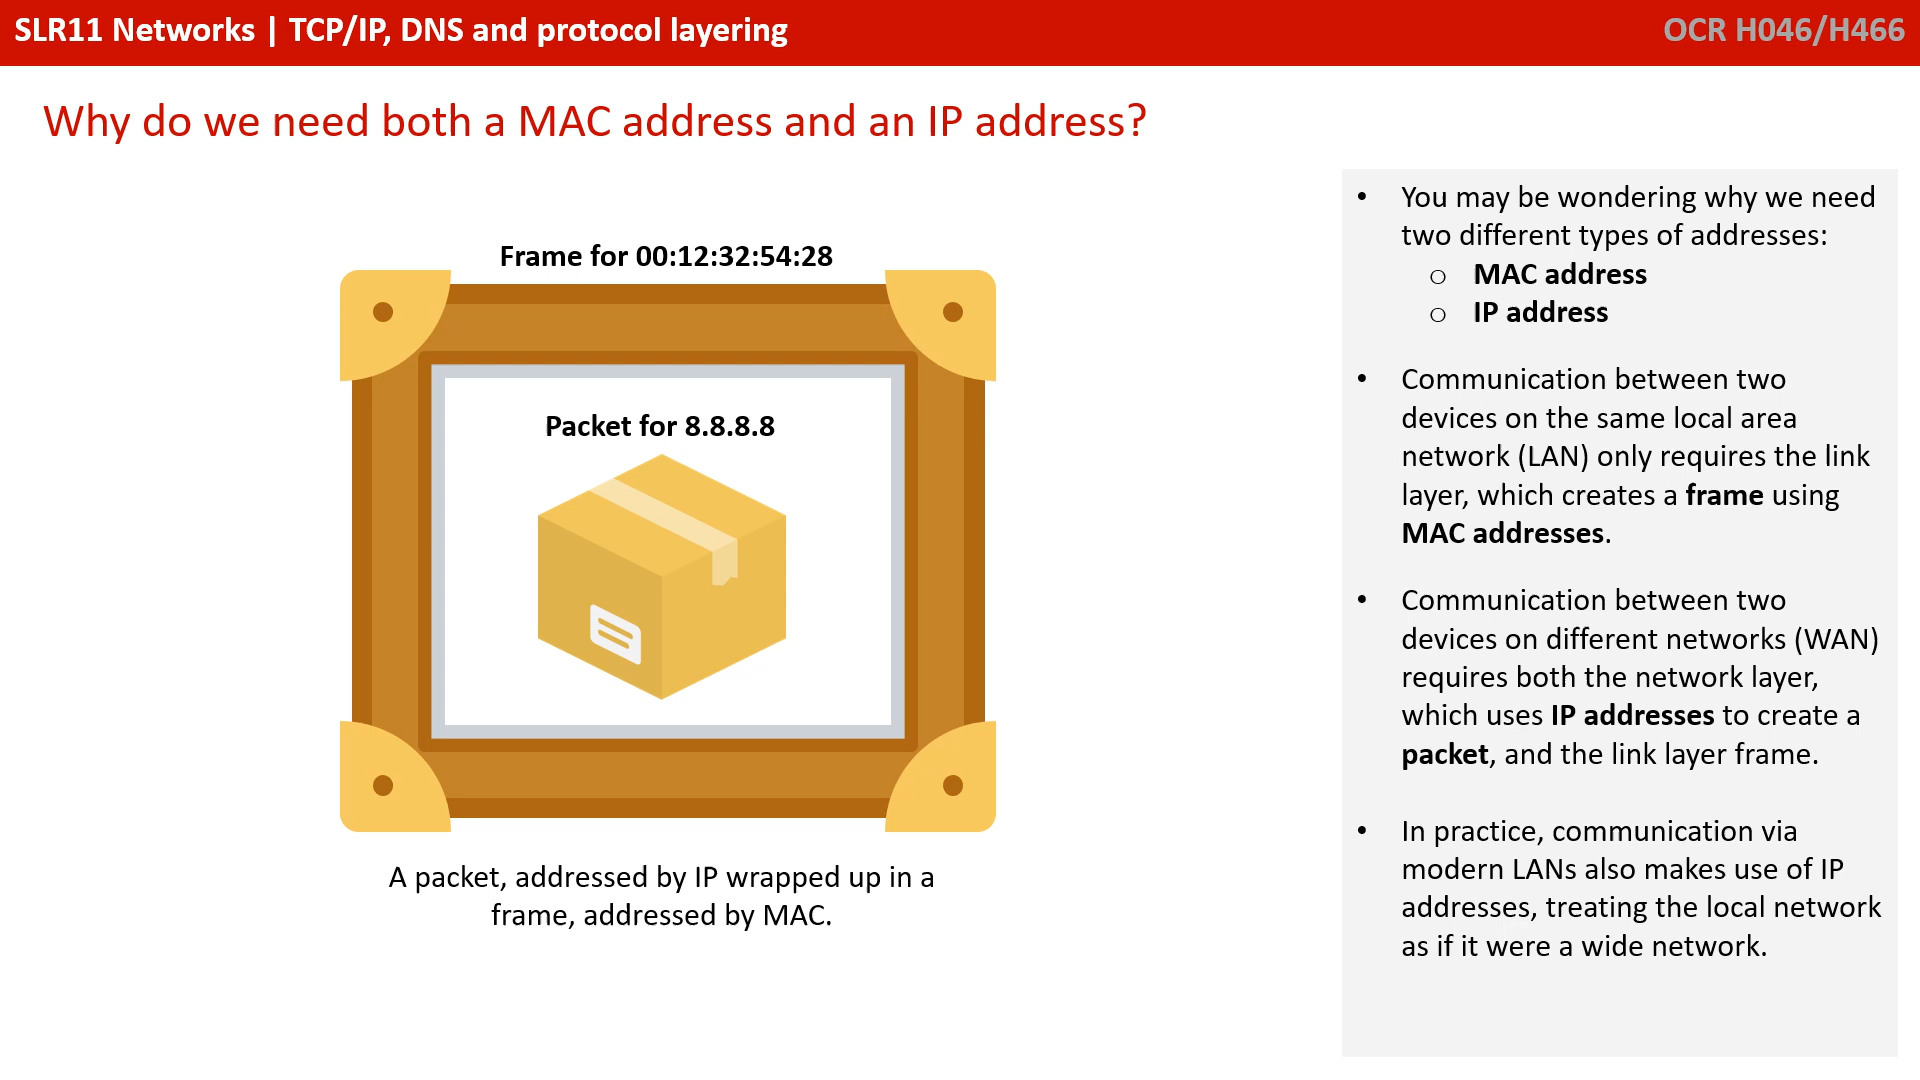 SLR11 Networks | TCP/IP, DNS and protocol layering
OCR H046/H466
Why do we need both a MAC address and an IP address?
Frame for 00:12:32:54:28
Packet for 8.8.8.8
A packet, addressed by IP wrapped up in a
frame, addressed by MAC.
• You may be wondering why we need
two different types of addresses:
○ MAC address
○ IP address
• Communication between two
devices on the same local area
network (LAN) only requires the link
layer, which creates a frame using
MAC addresses.
• Communication between two
devices on different networks (WAN)
requires both the network layer,
which uses IP addresses to create a
packet, and the link layer frame.
• In practice, communication via
modern LANs also makes use of IP
addresses, treating the local network
as if it were a wide network.